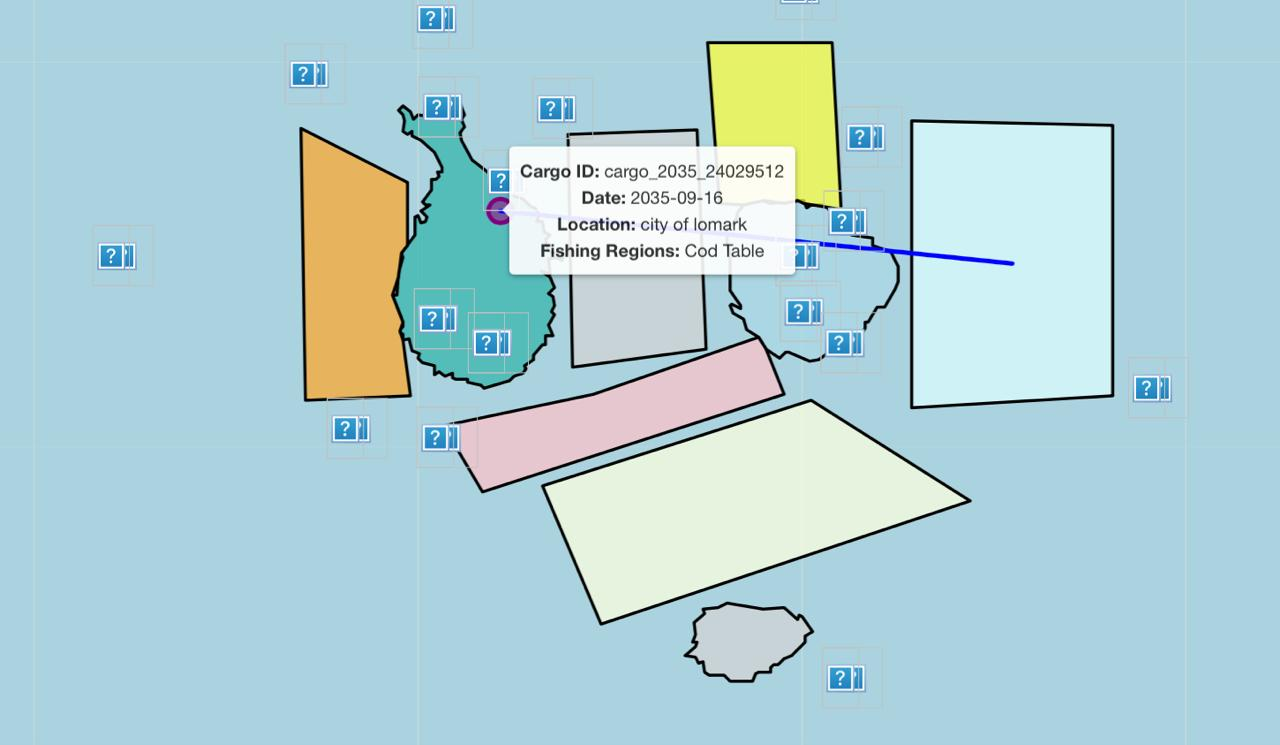 Cargo ID: cargo_2035_24029512
Date: 2035-09-16
Location: city of lomark
Fishing Regions: Cod Table